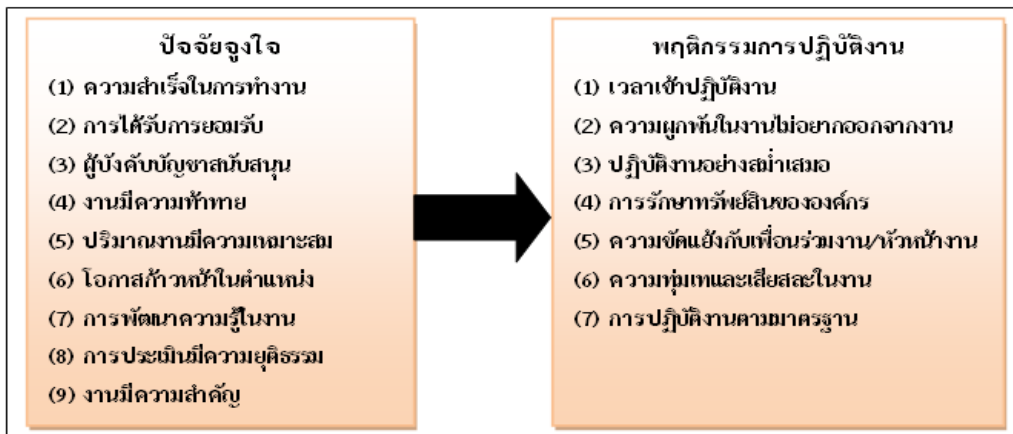 ปัจจัยจูงใจ
(1) ความสำเร็จในการทำงาน
(2) การได้รับการยอมรับ
(3) ผู้บังคับบัญชาสนับสนุน
(4) งานมีความท้าทาย
(5) ปริมาณงานมีความเหมาะสม
(6) โอกาสก้าวหน้าในตำแหน่ง
(7) การพัฒนาความรู้ในงาน
(8) การประเมินมีความยุติธรรม
(9) งานมีความสำคัญ
พฤติกรรมการปฏิบัติงาน
(1) เวลาเข้าปฏิบัติงาน
(2) ความผูกพันในงานไม่อยากออกจากงาน
(3) ปฏิบัติงานอย่างสม่ำเสมอ
(4) การรักษาทรัพย์สินขององค์กร
(5) ความขัดแย้งกับเพื่อนร่วมงาน/หัวหน้างาน
(6) ความทุ่มเทและเสียสละในงาน
(7) การปฏิบัติงานตามมาตรฐาน